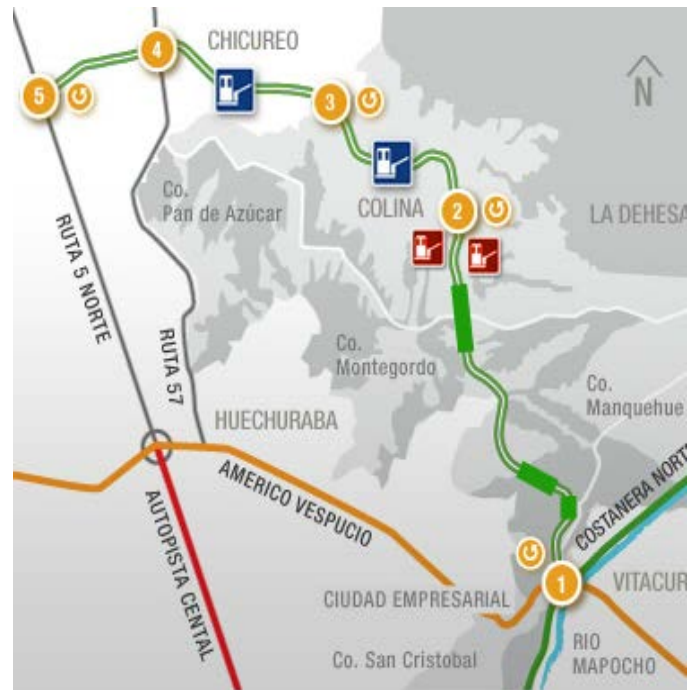 4
CHICUREO
5
3
N
COLINA
2
LA DEHESA
Co.
Pan de Azúcar
RUTA 5 NORTE
RUTA 57
Co.
Montegordo
Co.
Manquehue
HUECHURABA
AMERICO VESPUCIO
COSTANERA NORTE
AUTOPISTA CENTAL
1
VITACUR
CIUDAD EMPRESARIAL
RIO
MAPOCHO
Co. San Cristobal